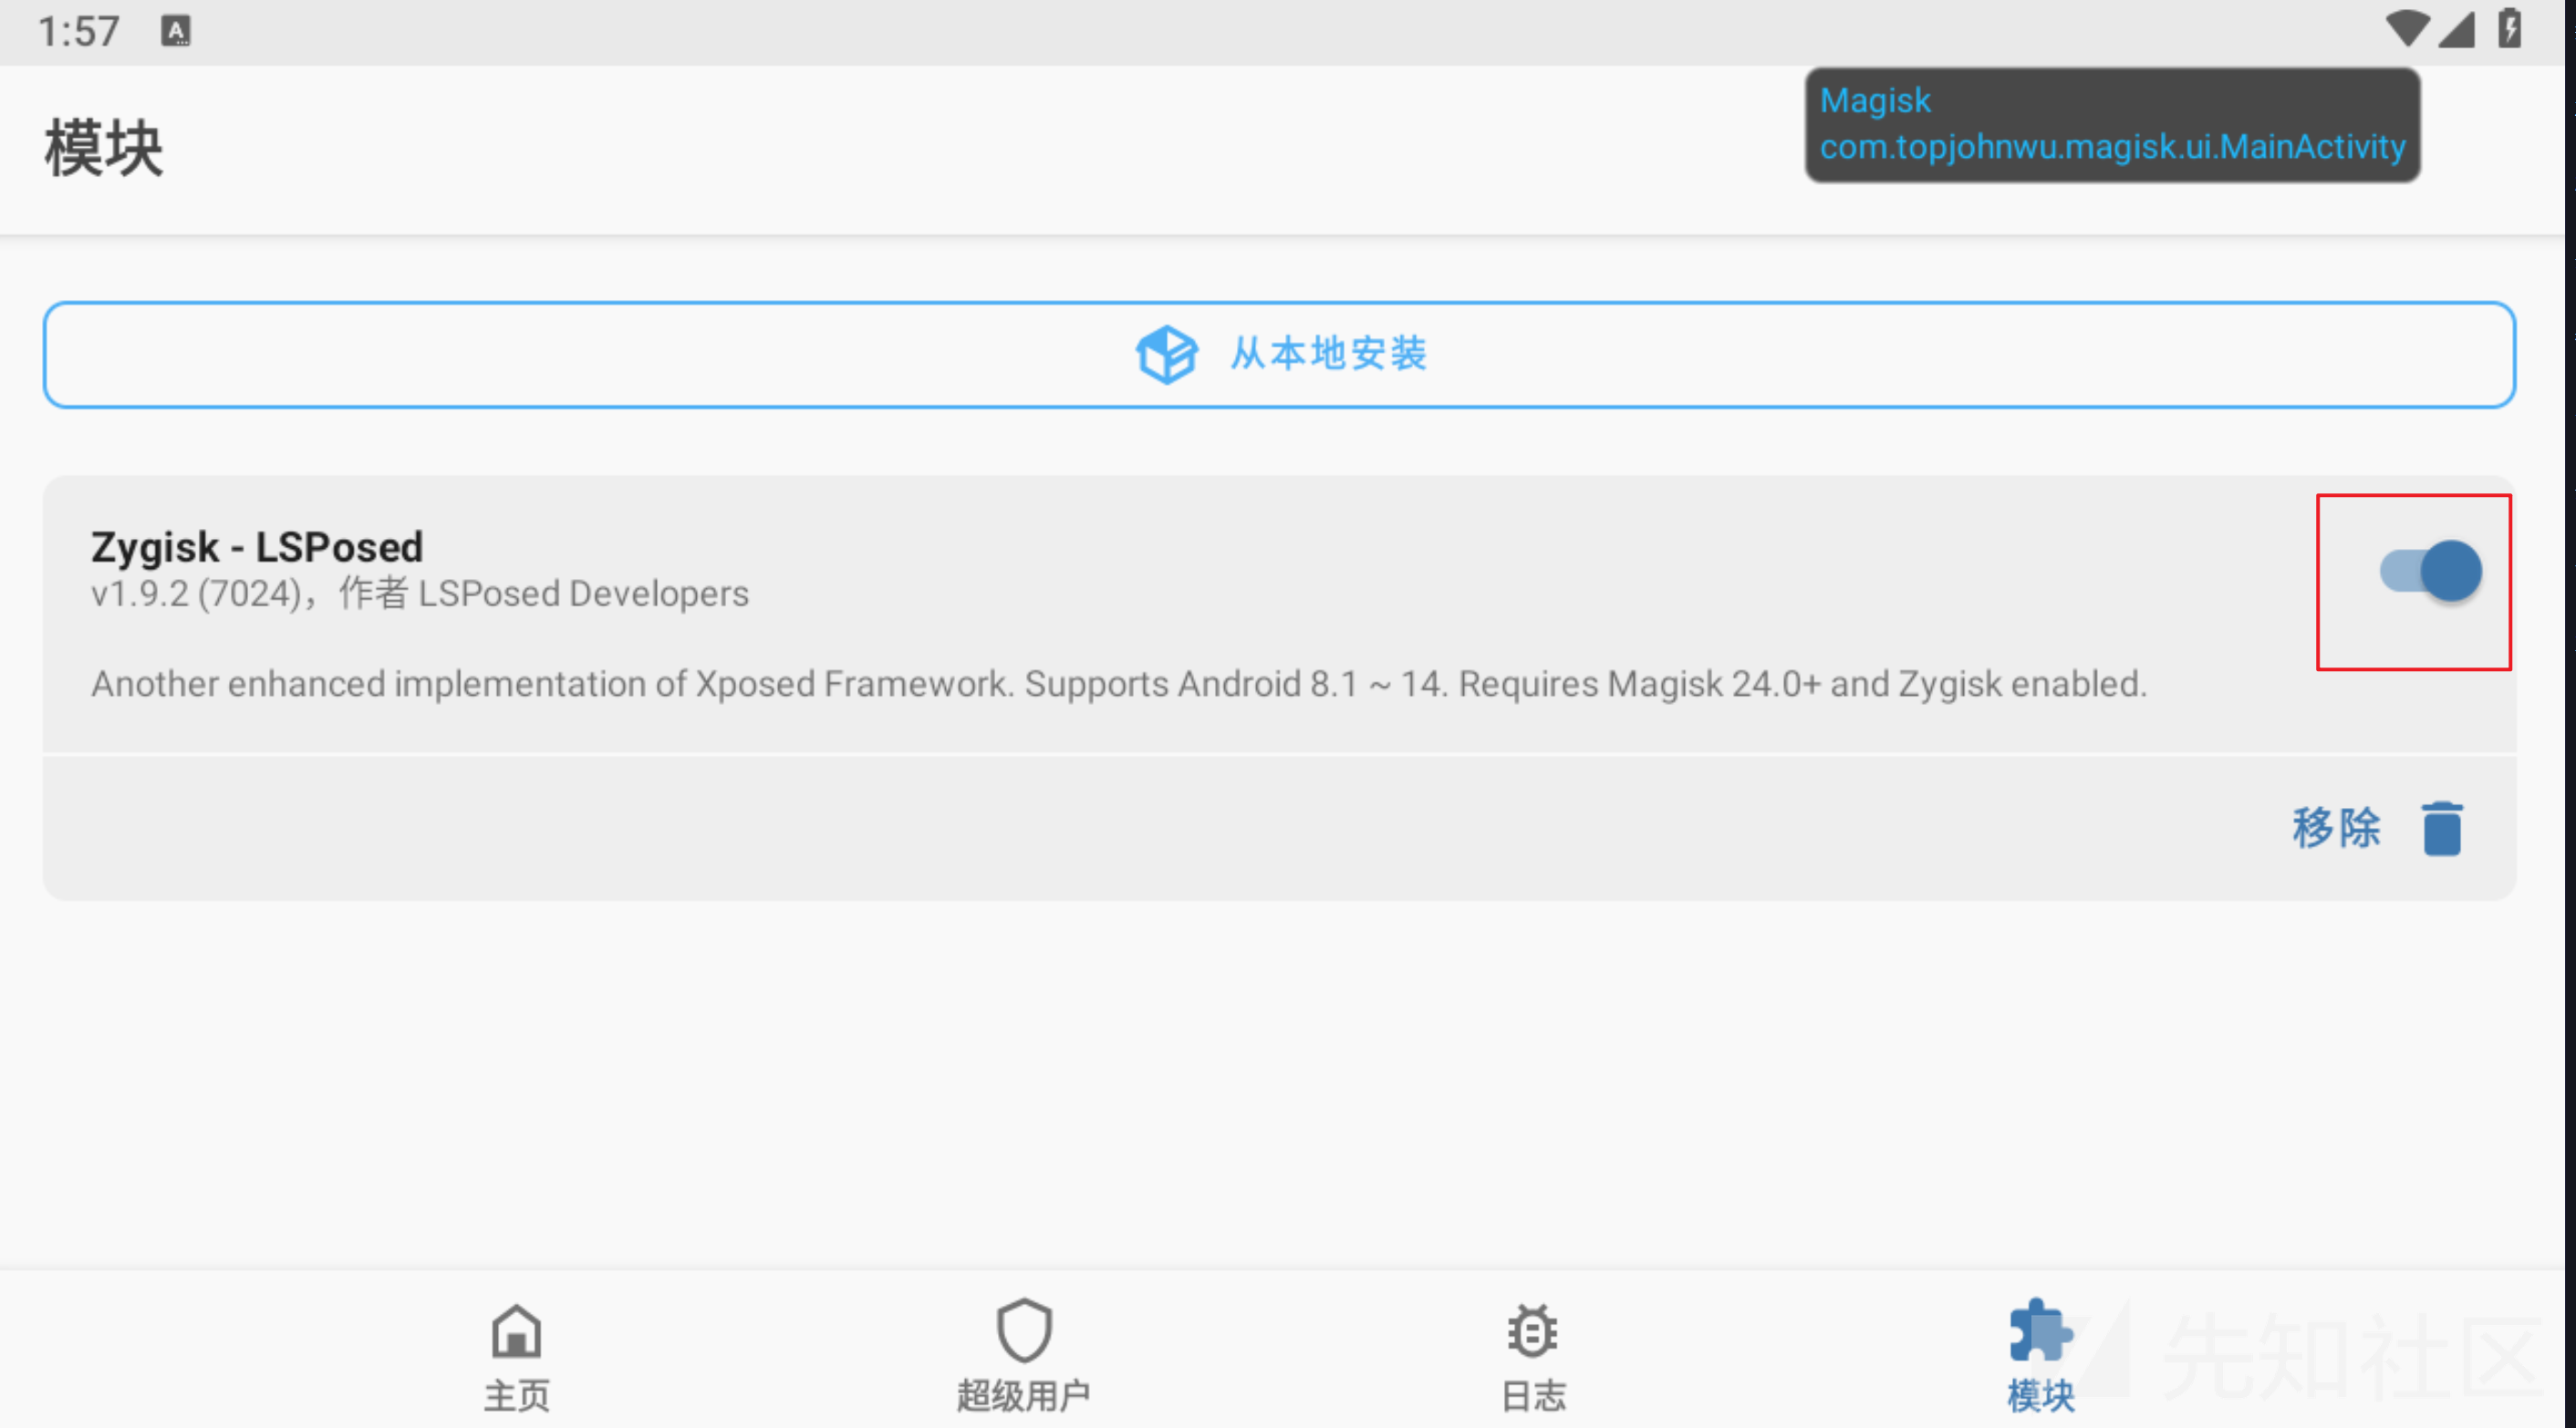 1:57
A
Magisk
com.topjohnwu.magisk.ui.MainActivity
模块
从本地安装
Zygisk - LSPosed
v1.9.2 (7024)，作者 LSPosed Developers
Another enhanced implementation of Xposed Framework. Supports Android 8.1 ~ 14. Requires Magisk 24.0+ and Zygisk enabled.
移除
主页
超级用户
日志
模块
先知社区